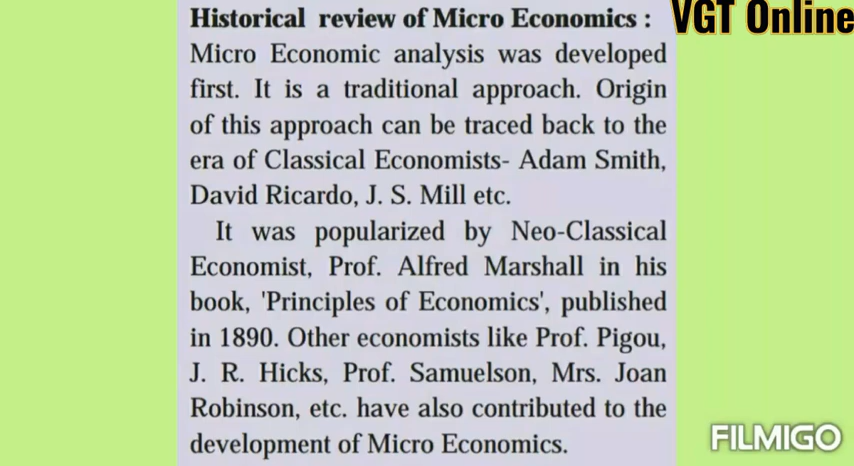 Historical review of Micro Economics :
VGT Online
Micro Economic analysis was developed
first. It is a traditional approach. Origin
of this approach can be traced back to the
era of Classical Economists- Adam Smith,
David Ricardo, J. S. Mill etc.
It was popularized by Neo-Classical
Economist, Prof. Alfred Marshall in his
book, 'Principles of Economics', published
in 1890. Other economists like Prof. Pigou,
J. R. Hicks, Prof. Samuelson, Mrs. Joan
Robinson, etc. have also contributed to the
development of Micro Economics.
FILMIGO